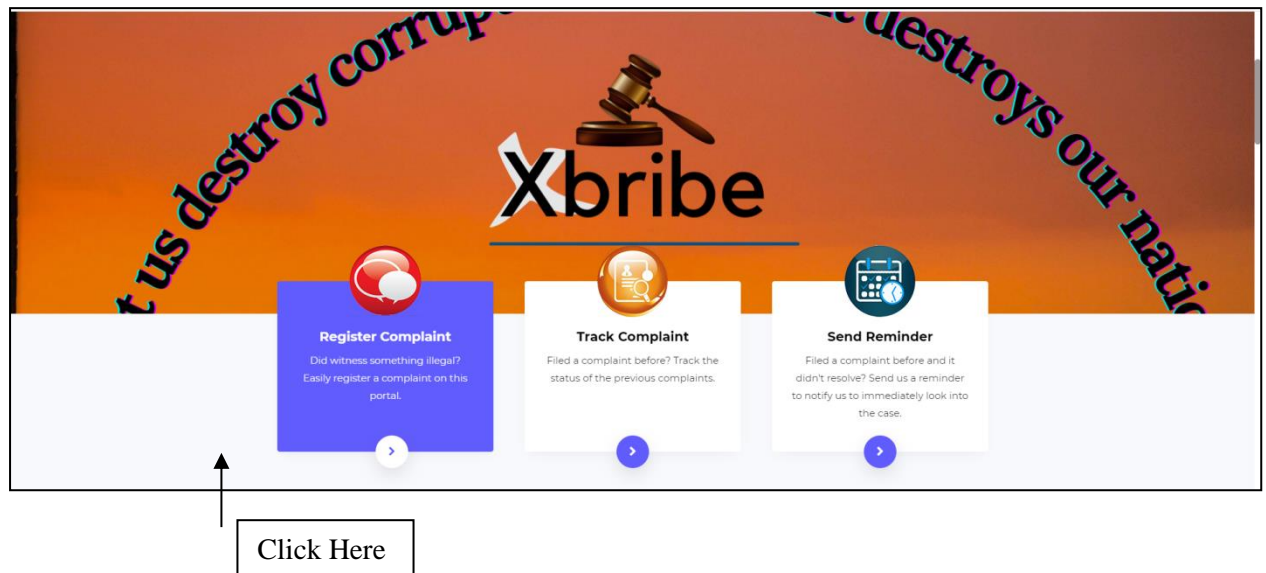 us destroy corrup
destroys our natio
Xbribe
Register Complaint
Did witness something illegal?
Easily register a complaint on this
portal.
Track Complaint
Filed a complaint before? Track the
status of the previous complaints.
Send Reminder
Filed a complaint before and it
didn't resolve? Send us a reminder
to notify us to immediately look into
the case.
Click Here